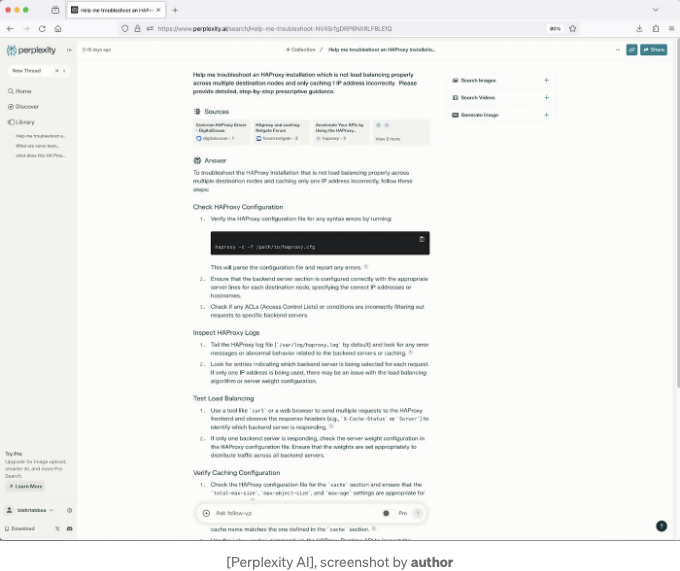 Help me troubleshoot an HAPr
https://www.perplexity.ai/search/Help-me-troubleshoot-
80%
perplexity
New Thread
Home
Discover
Library
Help me troubleshoot a...
What are some best...
what does this HA Prox...
Try Pro
Upgrade for image upload,
smarter AI, and more Pro
Search.
Learn More
bishrtabbaa
Download
15 days ago
Collection / Help me troubleshoot an HAProxy installatio...
Share
Search Images
Search Videos
Generate Image
Help me troubleshoot an HAProxy installation which is not load balancing properly
across multiple destination nodes and only caching 1 IP address incorrectly. Please
provide detailed, step-by-step prescriptive guidance.
Sources
Common HAProxy Errors
- DigitalOcean
digitalocean · 1
HAproxy and caching -
Netgate Forum
forum.netgate · 2
Accelerate Your APIs by
Using the HAProxy...
haproxy · 3
View 2 more
Answer
To troubleshoot the HAProxy installation that is not load balancing properly across
multiple destination nodes and caching only one IP address incorrectly, follow these
steps:
Check HAProxy Configuration
1. Verify the HAProxy configuration file for any syntax errors by running:
haproxy -c -f /path/to/haproxy.cfg
This will parse the configuration file and report any errors.
2. Ensure that the backend server section is configured correctly with the appropriate
server lines for each destination node, specifying the correct IP addresses or
hostnames.
3. Check if any ACLs (Access Control Lists) or conditions are incorrectly filtering out
requests to specific backend servers.
Inspect HAProxy Logs
1. Tail the HAProxy log file (`/var/log/haproxy.log` by default) and look for any error
messages or abnormal behavior related to the backend servers or caching.
2. Look for entries indicating which backend server is being selected for each request.
If only one IP address is being used, there may be an issue with the load balancing
algorithm or server weight configuration.
Test Load Balancing
1. Use a tool like `curl` or a web browser to send multiple requests to the HAProxy
frontend and observe the response headers (e.g., `X-Cache-Status` or `Server`) to
identify which backend server is responding.
2. If only one backend server is responding, check the server weight configuration in
the HAProxy configuration file. Ensure that the weights are set appropriately to
distribute traffic across all backend servers.
Verify Caching Configuration
1. Check the HAProxy configuration file for the `cache` section and ensure that the
`total-max-size`, `max-object-size`, and `max-age` settings are appropriate for
Ask follow-up
Pro
cache name matches the one defined in the `cache` section.
[Perplexity AI], screenshot by author